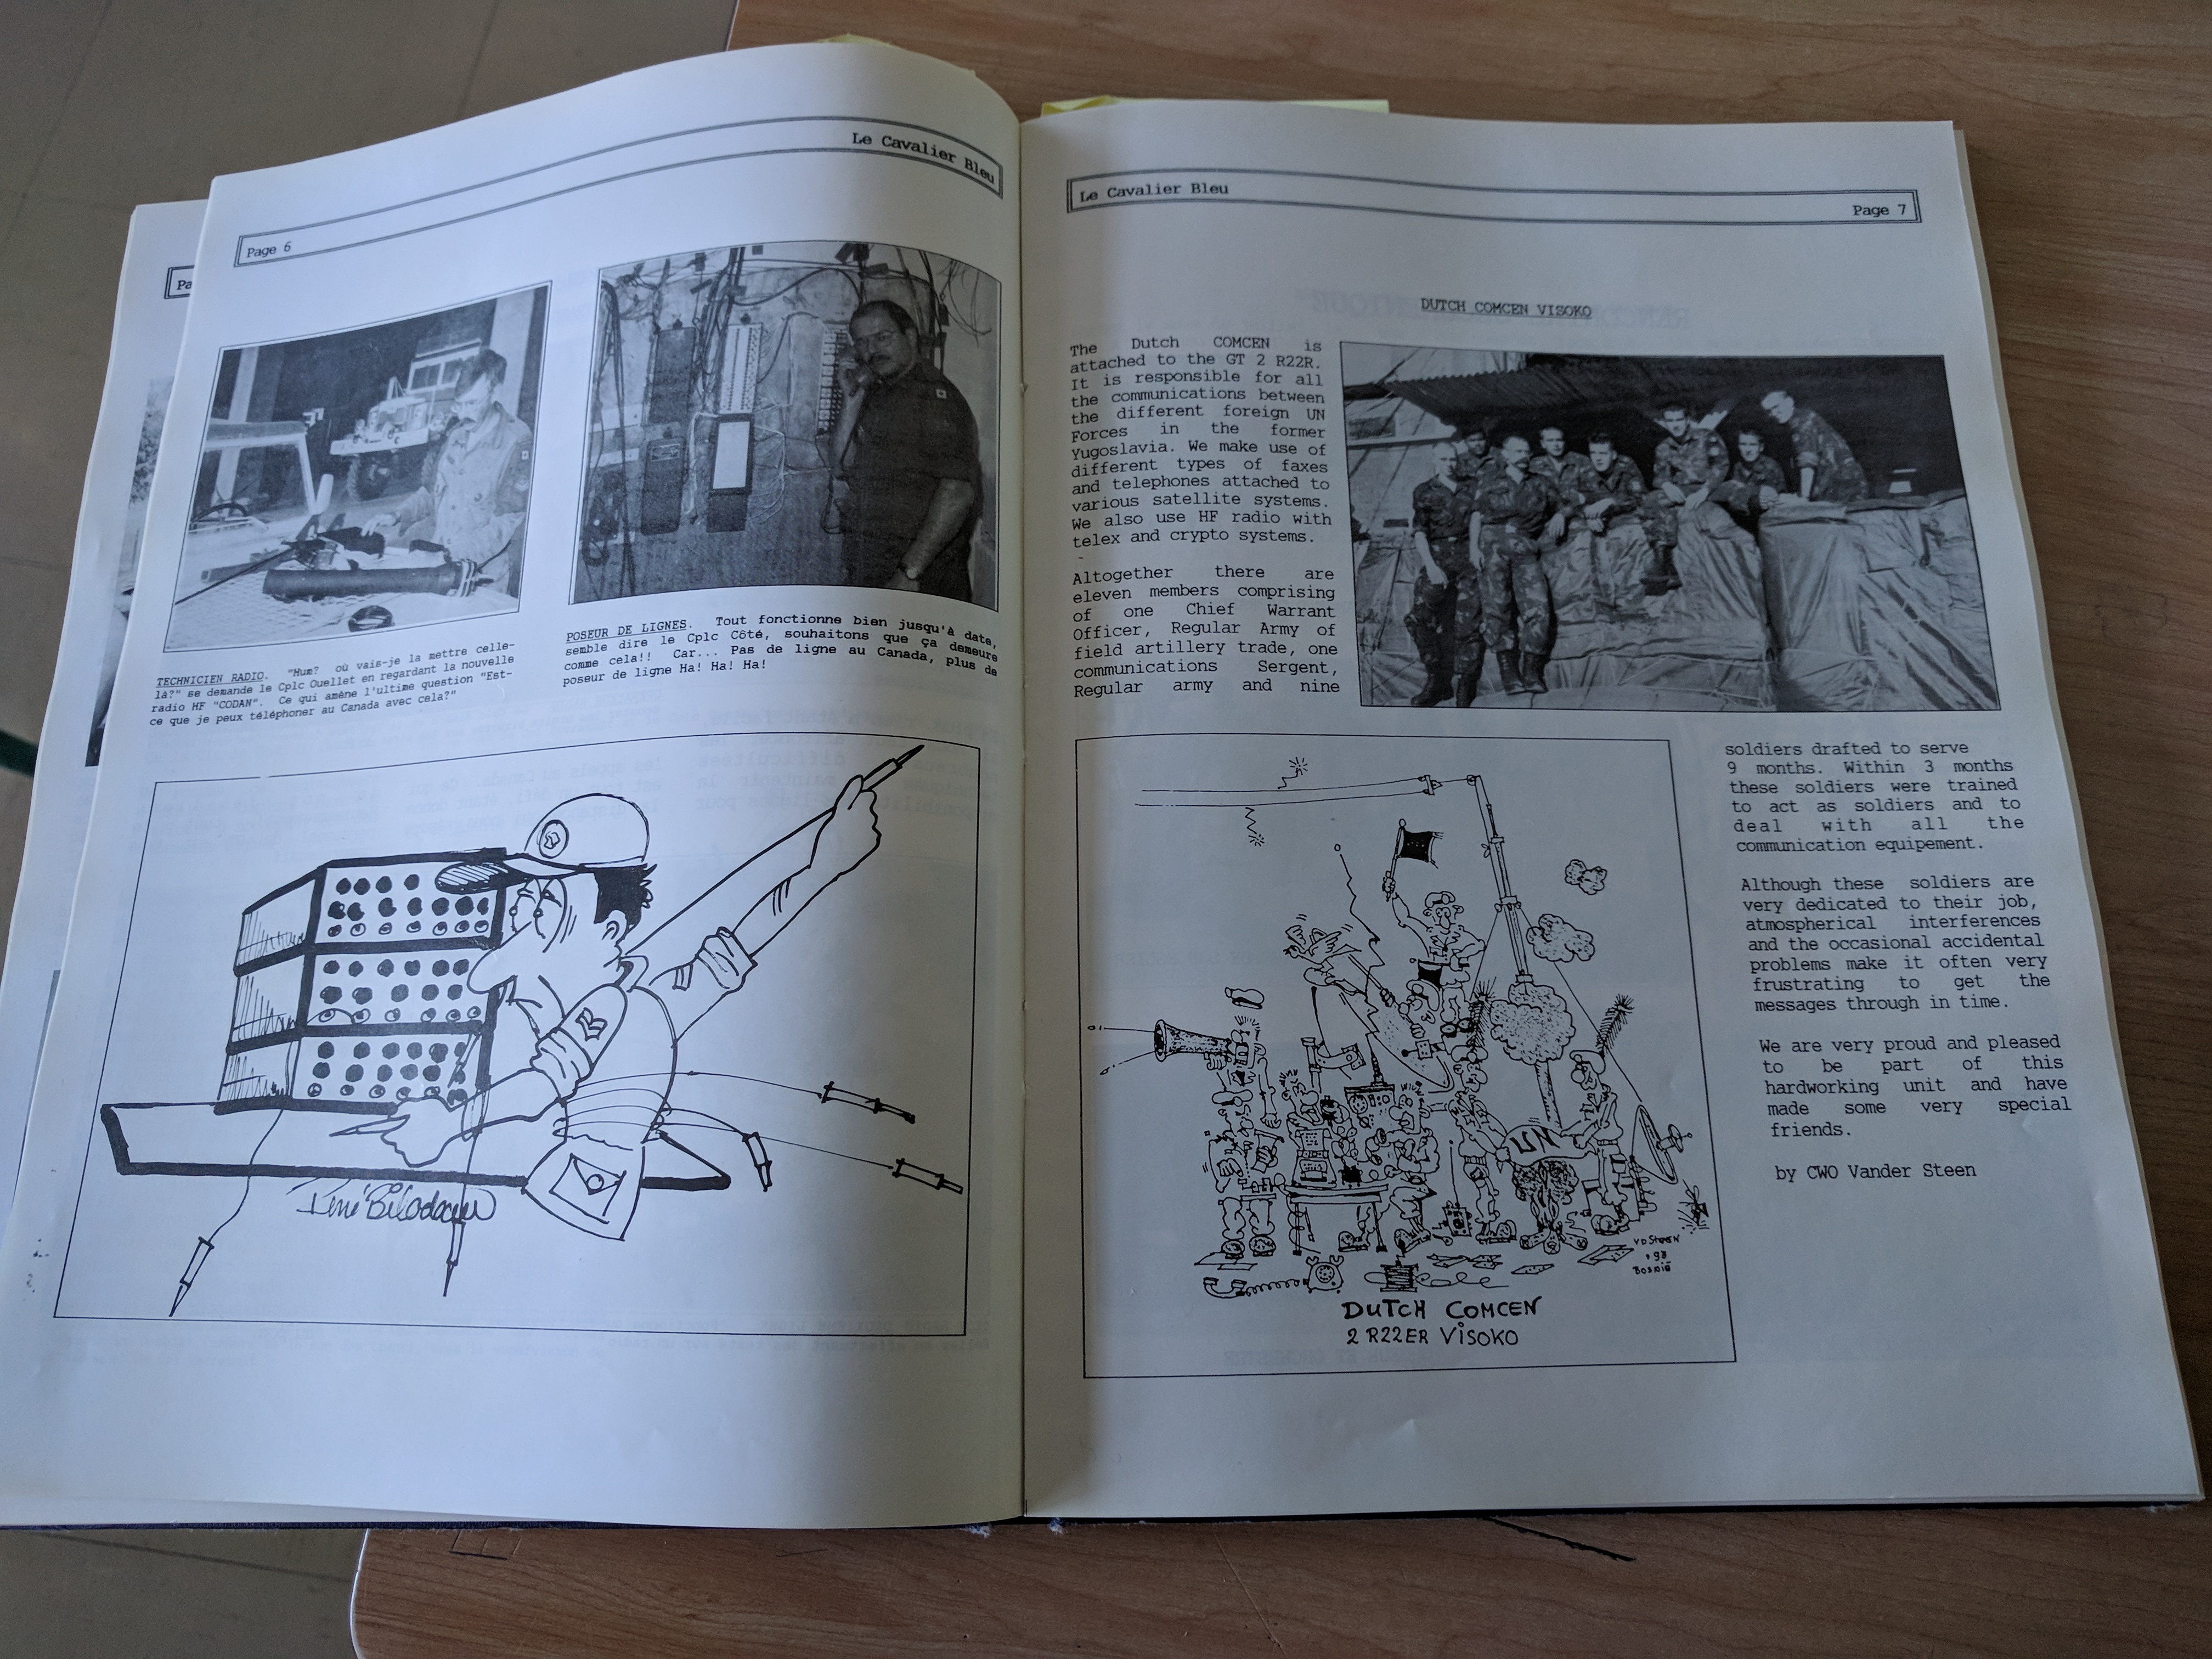 Le Cavalier Bleu
Page 6
TECHNICIEN RADIO. "Hum? où vais-je la mettre celle-
là?" se demande le Cplc Ouellet en regardant la nouvelle
radio HF "CODAN". Ce qui amène l'ultime question "Est-
ce que je peux téléphoner au Canada avec cela?"
POSEUR DE LIGNES. Tout fonctionne bien jusqu'à date,
semble dire le Cplc Côté, souhaitons que ça demeure
comme cela!! Car... Pas de ligne au Canada, plus de
poseur de ligne Ha! Ha! Ha!
René Bilodeau
Le Cavalier Bleu
Page 7
DUTCH COMCEN VISOKO
The Dutch COMCEN is
attached to the GT 2 R22R.
It is responsible for all
the communications between
the different foreign UN
Forces in the former
Yugoslavia. We make use of
different types of faxes
and telephones attached to
various satellite systems.
We also use HF radio with
telex and crypto systems.
Altogether there are
eleven members comprising
of one Chief Warrant
Officer, Regular Army of
field artillery trade, one
communications Sergent,
Regular army and nine
soldiers drafted to serve
9 months. Within 3 months
these soldiers were trained
to act as soldiers and to
deal with all the
communication equipement.
Although these soldiers are
very dedicated to their job,
atmospherical interferences
and the occasional accidental
problems make it often very
frustrating to get the
messages through in time.
We are very proud and pleased
to be part of this
hardworking unit and have
made some very special
friends.
by CWO Vander Steen
UN
VD STEEN
'93
BOSNIË
DUTCH COMCEN
2 R22ER VISOKO